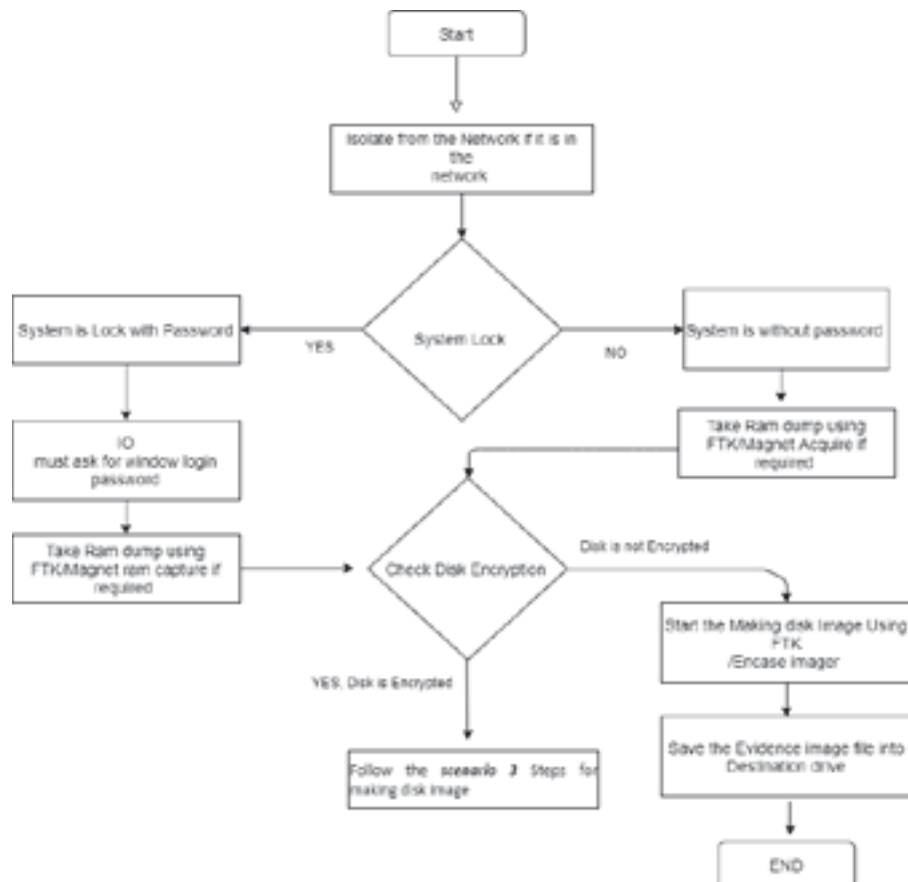 Start
Isolate from the Network if it is in
the
network
System Lock
YES
NO
System is Lock with Password
System is without password
IO
must ask for window login
password
Take Ram dump using
FTK/Magnet Acquire if
required
Take Ram dump using
FTK/Magnet ram capture if
required
Check Disk Encryption
Disk is not Encrypted
YES, Disk is Encrypted
Start the Making disk Image Using
FTK
/Encase imager
Follow the scenario 3 Steps for
making disk image
Save the Evidence image file into
Destination drive
END